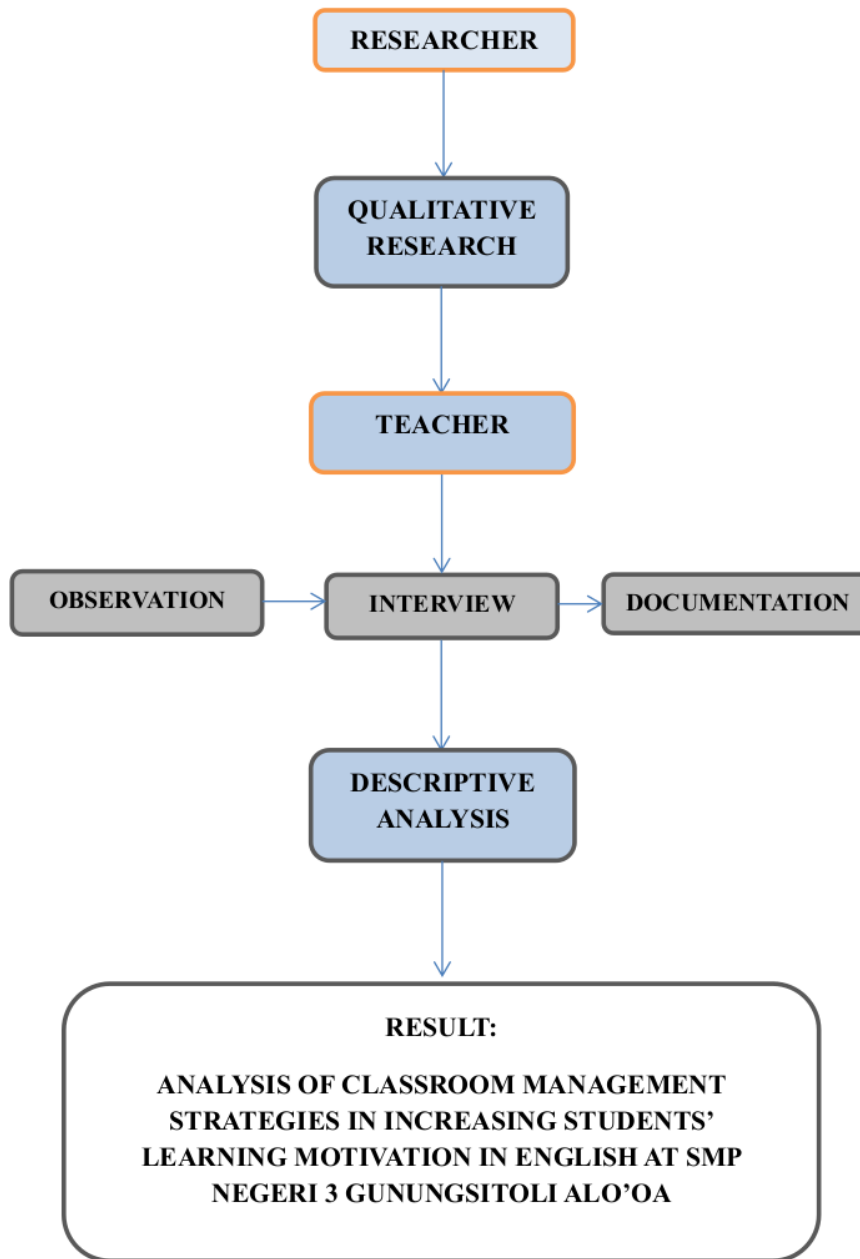 RESEARCHER
QUALITATIVE
RESEARCH
TEACHER
OBSERVATION
INTERVIEW
DOCUMENTATION
DESCRIPTIVE
ANALYSIS
RESULT:
ANALYSIS OF CLASSROOM MANAGEMENT
STRATEGIES IN INCREASING STUDENTS’
LEARNING MOTIVATION IN ENGLISH AT SMP
NEGERI 3 GUNUNGSITOLI ALO’OA